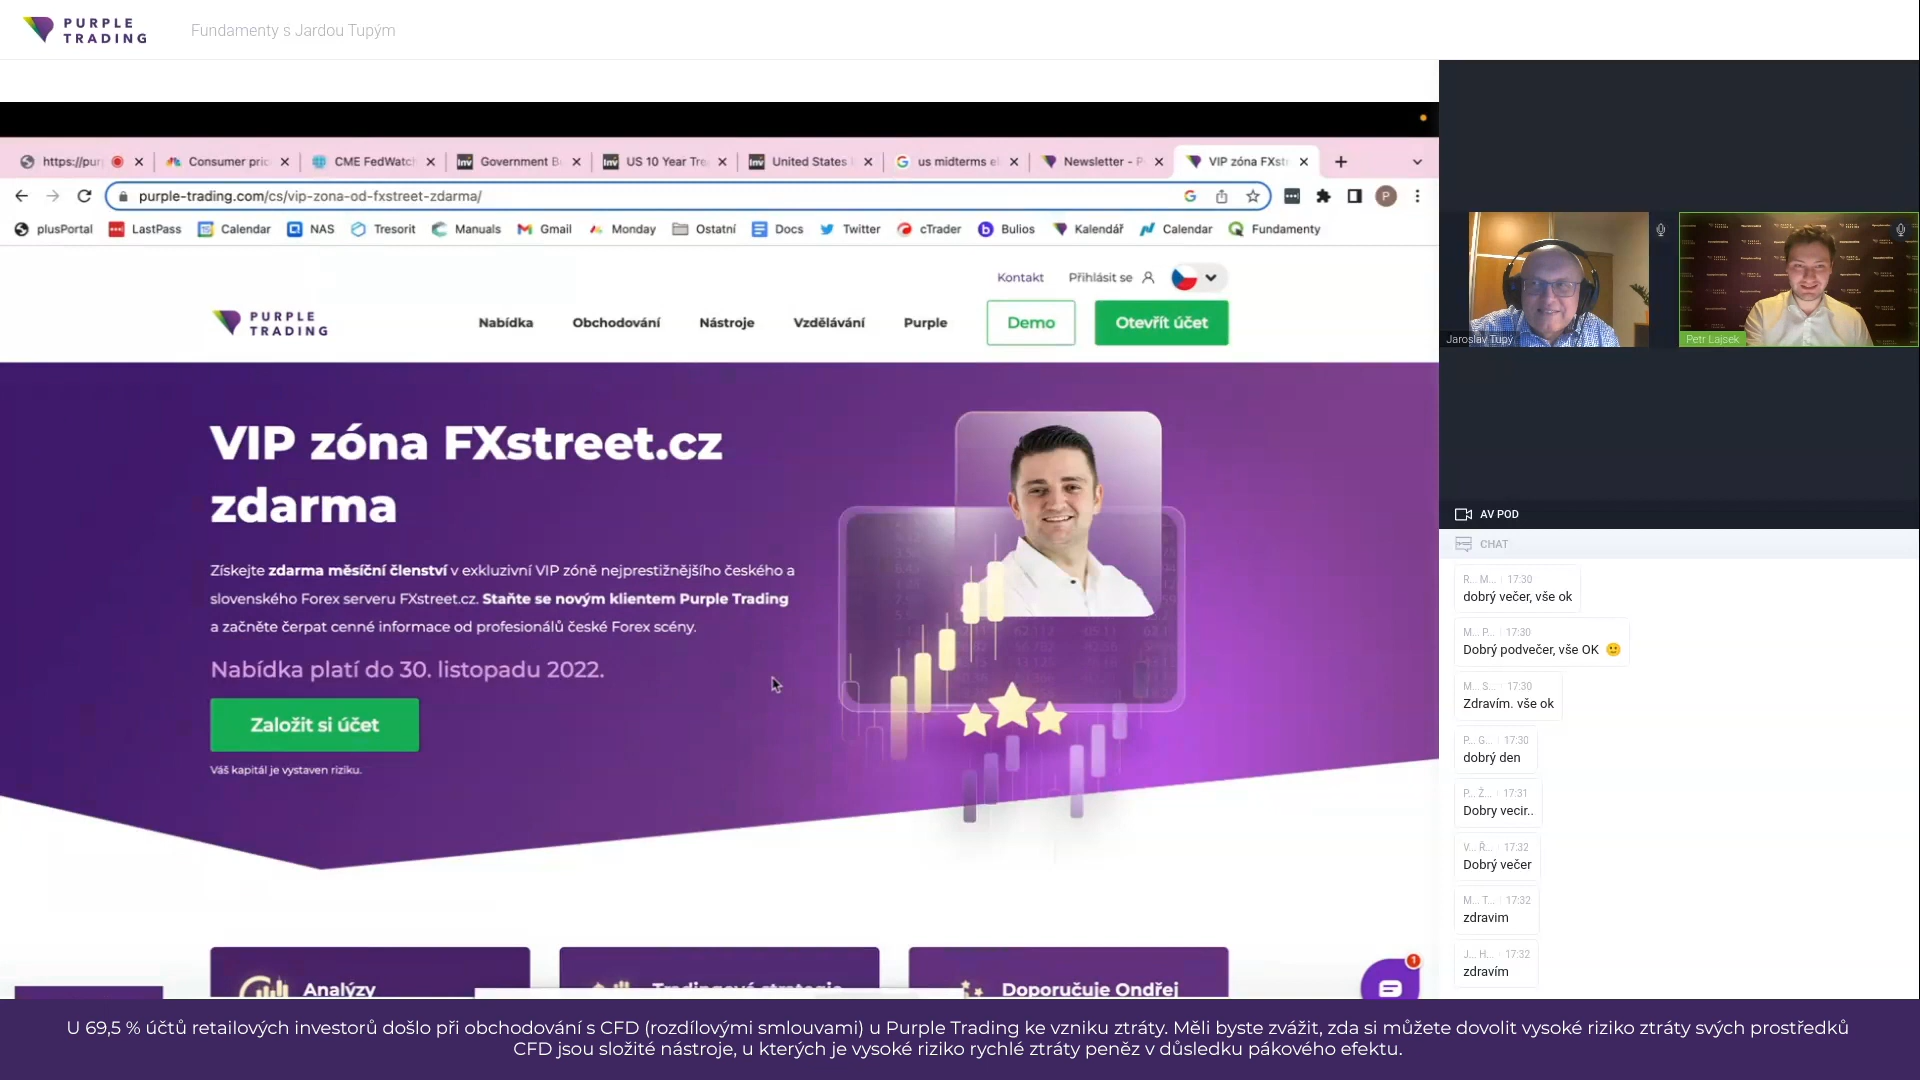 PURPLE
TRADING
Fundamenty s Jardou Tupým
https://pur
Consumer pric
CME FedWatch
Government B
US 10 Year Tre
United States
us midterms el
Newsletter - P
VIP zóna FXst
purple-trading.com/cs/vip-zona-od-fxstreet-zdarma/
P
plusPortal
LastPass
Calendar
NAS
Tresorit
Manuals
Gmail
Monday
Ostatní
Docs
Twitter
cTrader
Bulios
Kalendář
Calendar
Fundamenty
Kontakt
Přihlásit se
PURPLE
TRADING
Nabídka
Obchodování
Nástroje
Vzdělávání
Purple
Demo
Otevřít účet
VIP zóna FXstreet.cz
zdarma
Získejte zdarma měsíční členství v exkluzivní VIP zóně nejprestižnějšího českého a
slovenského Forex serveru FXstreet.cz. Staňte se novým klientem Purple Trading
a začněte čerpat cenné informace od profesionálů české Forex scény.
Nabídka platí do 30. listopadu 2022.
Založit si účet
Váš kapitál je vystaven riziku.
Analýzy
Tradingové strategie
Doporučuje Ondřej
1
Jaroslav Tupý
Petr Lajsek
AV POD
CHAT
R... M... 17:30
dobrý večer, vše ok
M... P... 17:30
Dobrý podvečer, vše OK 🙂
M... S... 17:30
Zdravím. vše ok
P... G... 17:30
dobrý den
P... Ž... 17:31
Dobry vecir..
V... Ř... 17:32
Dobrý večer
M... T... 17:32
zdravim
J... H... 17:32
zdravím
U 69,5 % účtů retailových investorů došlo při obchodování s CFD (rozdílovými smlouvami) u Purple Trading ke vzniku ztráty. Měli byste zvážit, zda si můžete dovolit vysoké riziko ztráty svých prostředků
CFD jsou složité nástroje, u kterých je vysoké riziko rychlé ztráty peněz v důsledku pákového efektu.